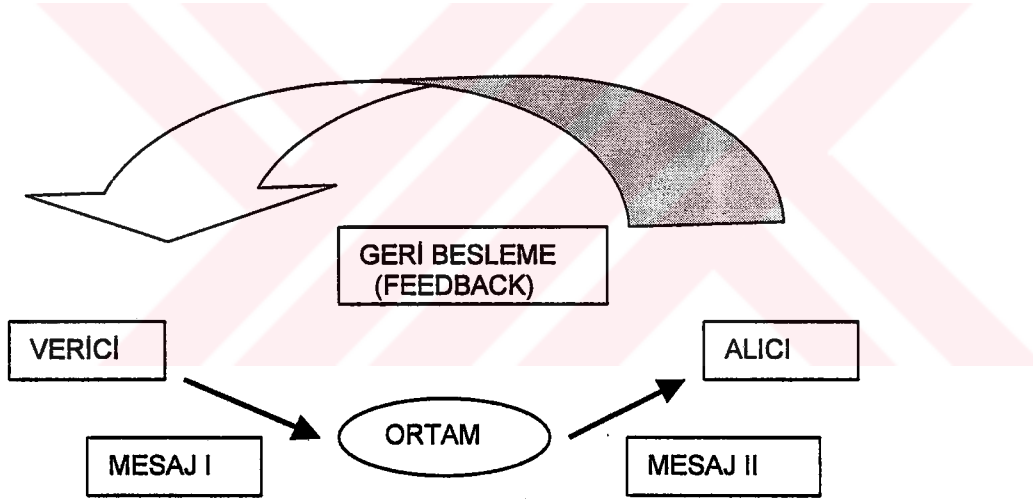 GERİ BESLEME
(FEEDBACK)
VERİCİ
ALICI
ORTAM
MESAJ I
MESAJ II